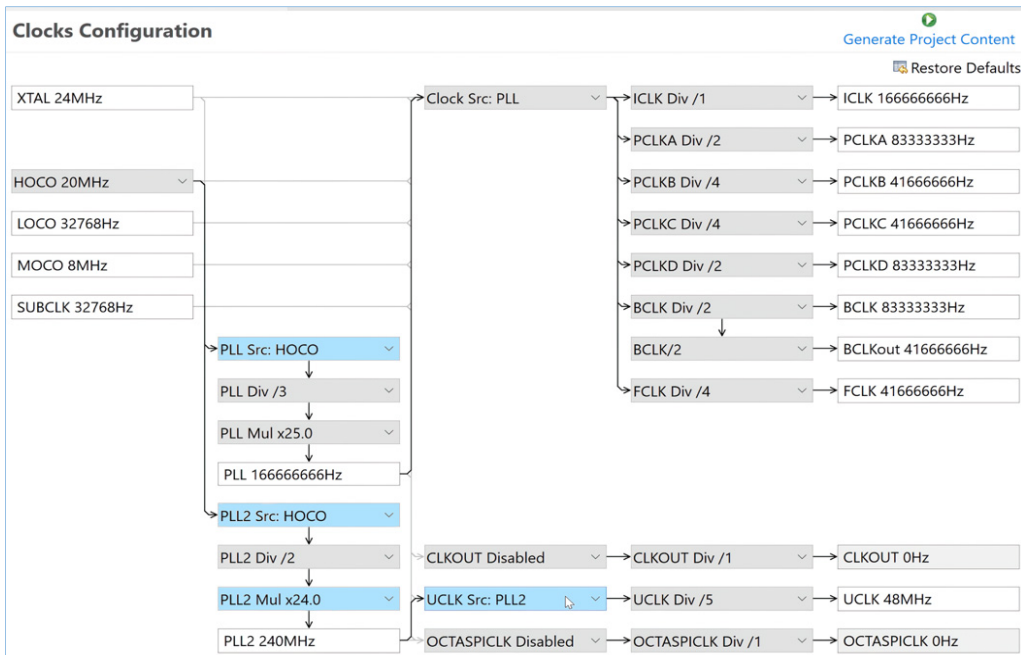 Clocks Configuration
Generate Project Content
Restore Defaults
XTAL 24MHz
Clock Src: PLL
ICLK Div /1
ICLK 166666666Hz
PCLKA Div /2
PCLKA 83333333Hz
HOCO 20MHz
PCLKB Div /4
PCLKB 41666666Hz
LOCO 32768Hz
PCLKC Div /4
PCLKC 41666666Hz
MOCO 8MHz
PCLKD Div /2
PCLKD 83333333Hz
SUBCLK 32768Hz
BCLK Div /2
BCLK 83333333Hz
PLL Src: HOCO
BCLK/2
BCLKout 41666666Hz
PLL Div /3
FCLK Div /4
FCLK 41666666Hz
PLL Mul x25.0
PLL 166666666Hz
PLL2 Src: HOCO
PLL2 Div /2
CLKOUT Disabled
CLKOUT Div /1
CLKOUT 0Hz
PLL2 Mul x24.0
UCLK Src: PLL2
UCLK Div /5
UCLK 48MHz
PLL2 240MHz
OCTASPICLK Disabled
OCTASPICLK Div /1
OCTASPICLK 0Hz